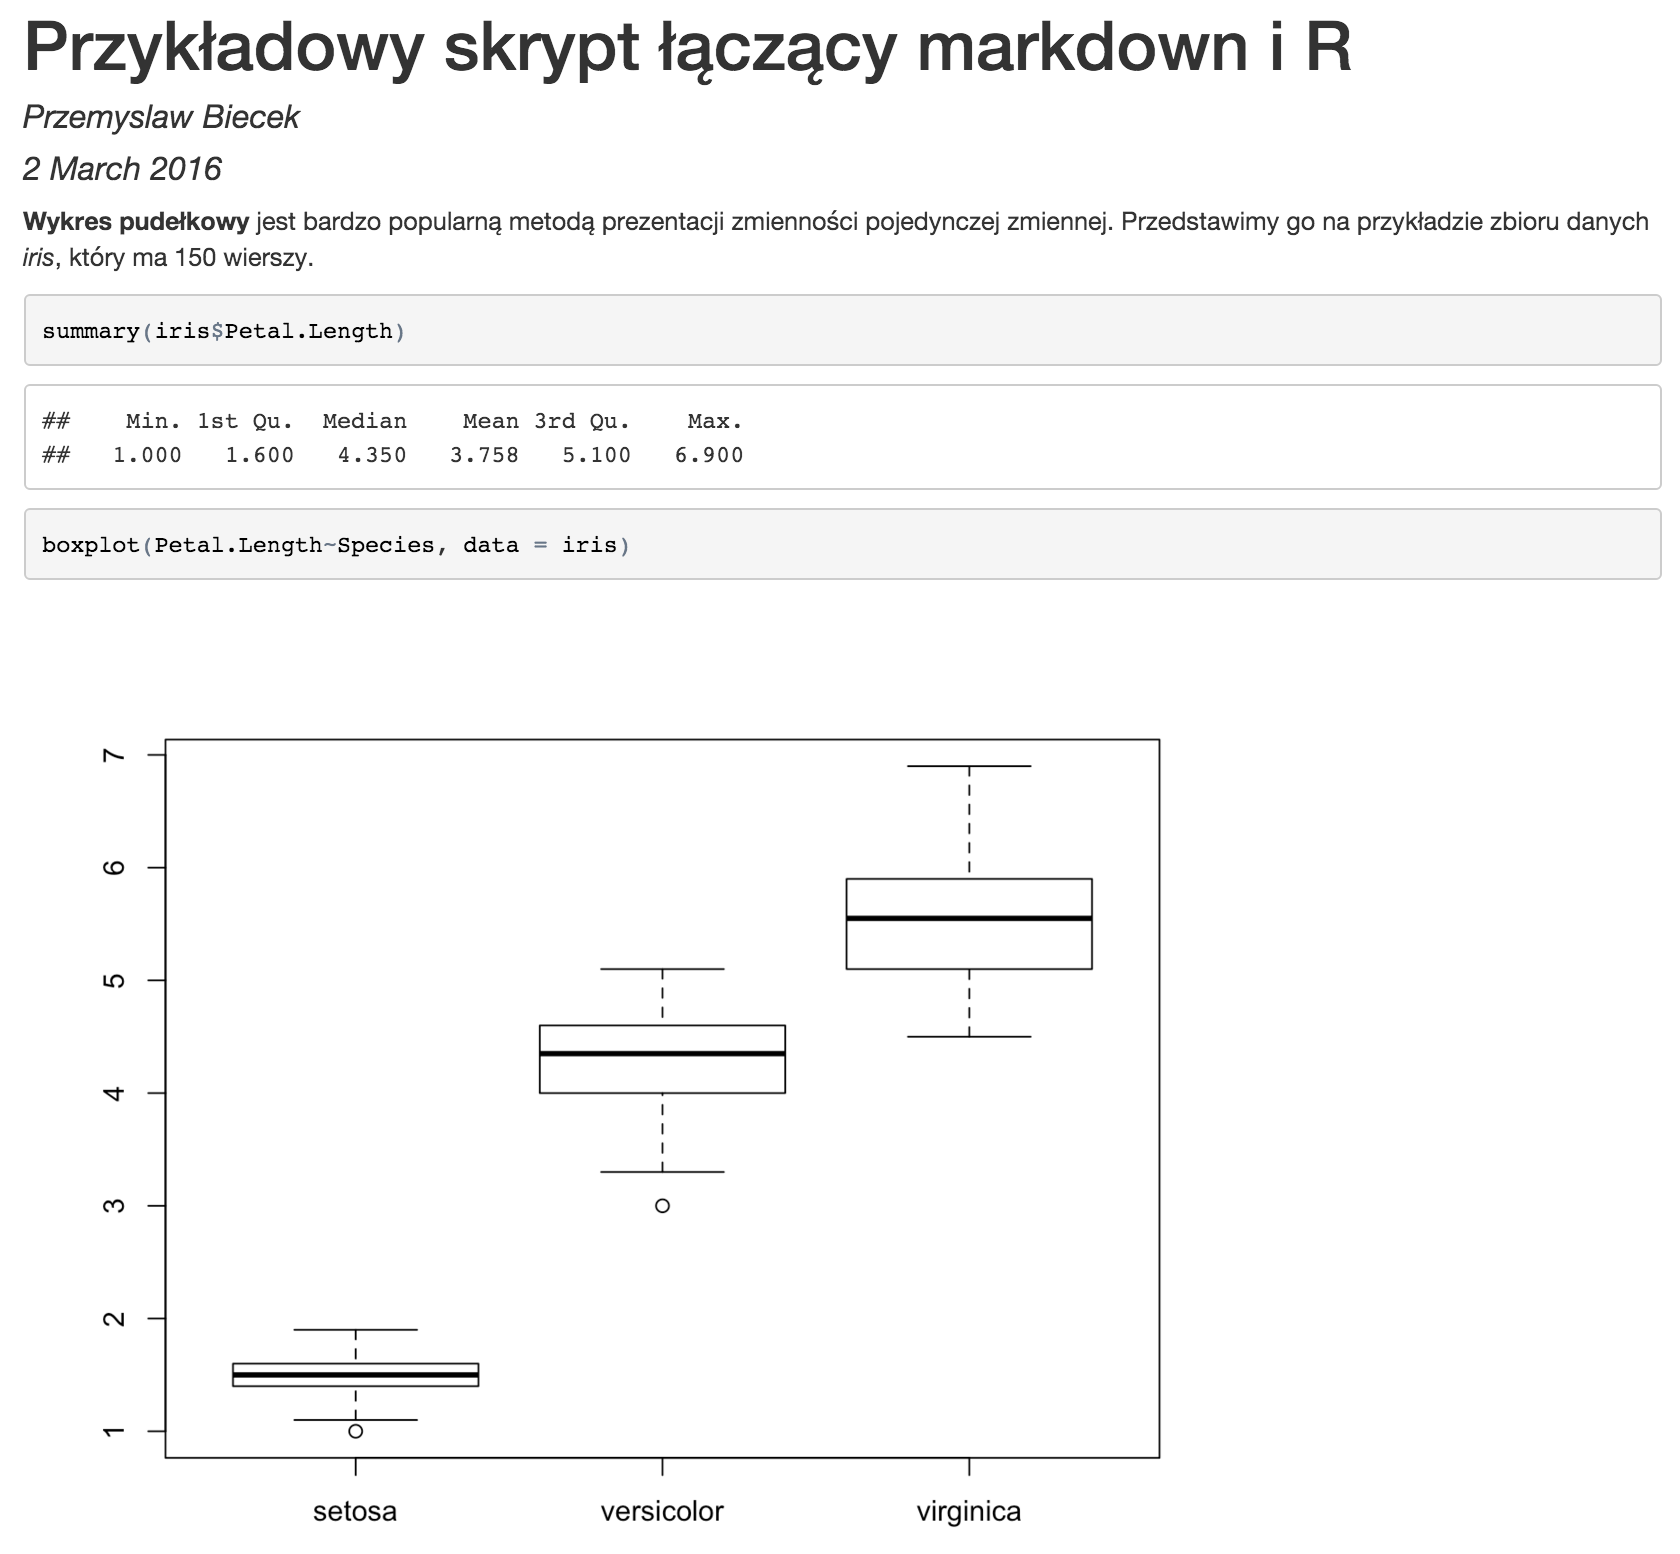 Przykładowy skrypt łączący markdown i R
Przemyslaw Biecek
2 March 2016
Wykres pudełkowy jest bardzo popularną metodą prezentacji zmienności pojedynczej zmiennej. Przedstawimy go na przykładzie zbioru danych
iris, który ma 150 wierszy.
summary(iris$Petal.Length)
##    Min. 1st Qu.  Median    Mean 3rd Qu.    Max.
##   1.000   1.600   4.350   3.758   5.100   6.900
boxplot(Petal.Length~Species, data = iris)
7
6
5
4
3
2
1
setosa versicolor virginica